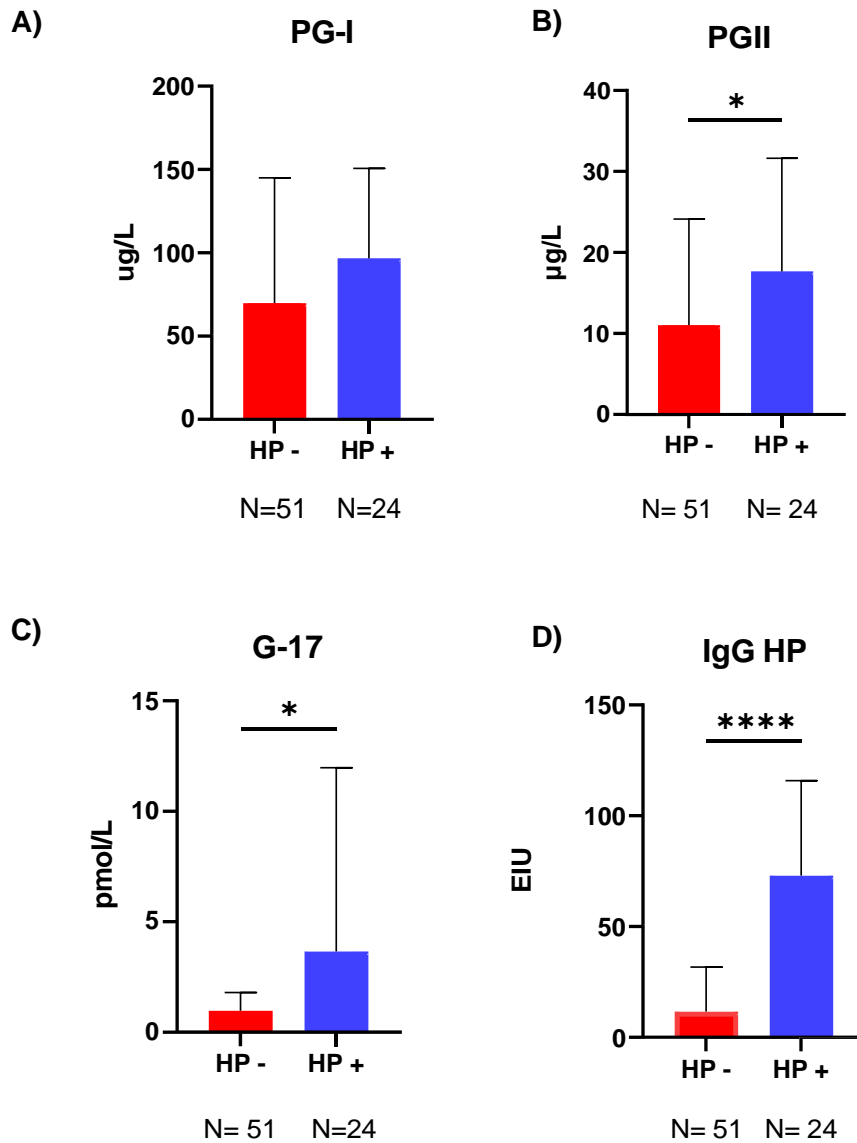 A)
PG-I
200
150
100
50
0
ug/L
HP - HP +
N=51 N=24
B)
PGII
*
40
30
20
10
0
µg/L
HP - HP +
N= 51 N= 24
C)
G-17
*
15
10
5
0
pmol/L
HP - HP +
N= 51 N=24
D)
IgG HP
****
150
100
50
0
EIU
HP - HP +
N= 51 N= 24